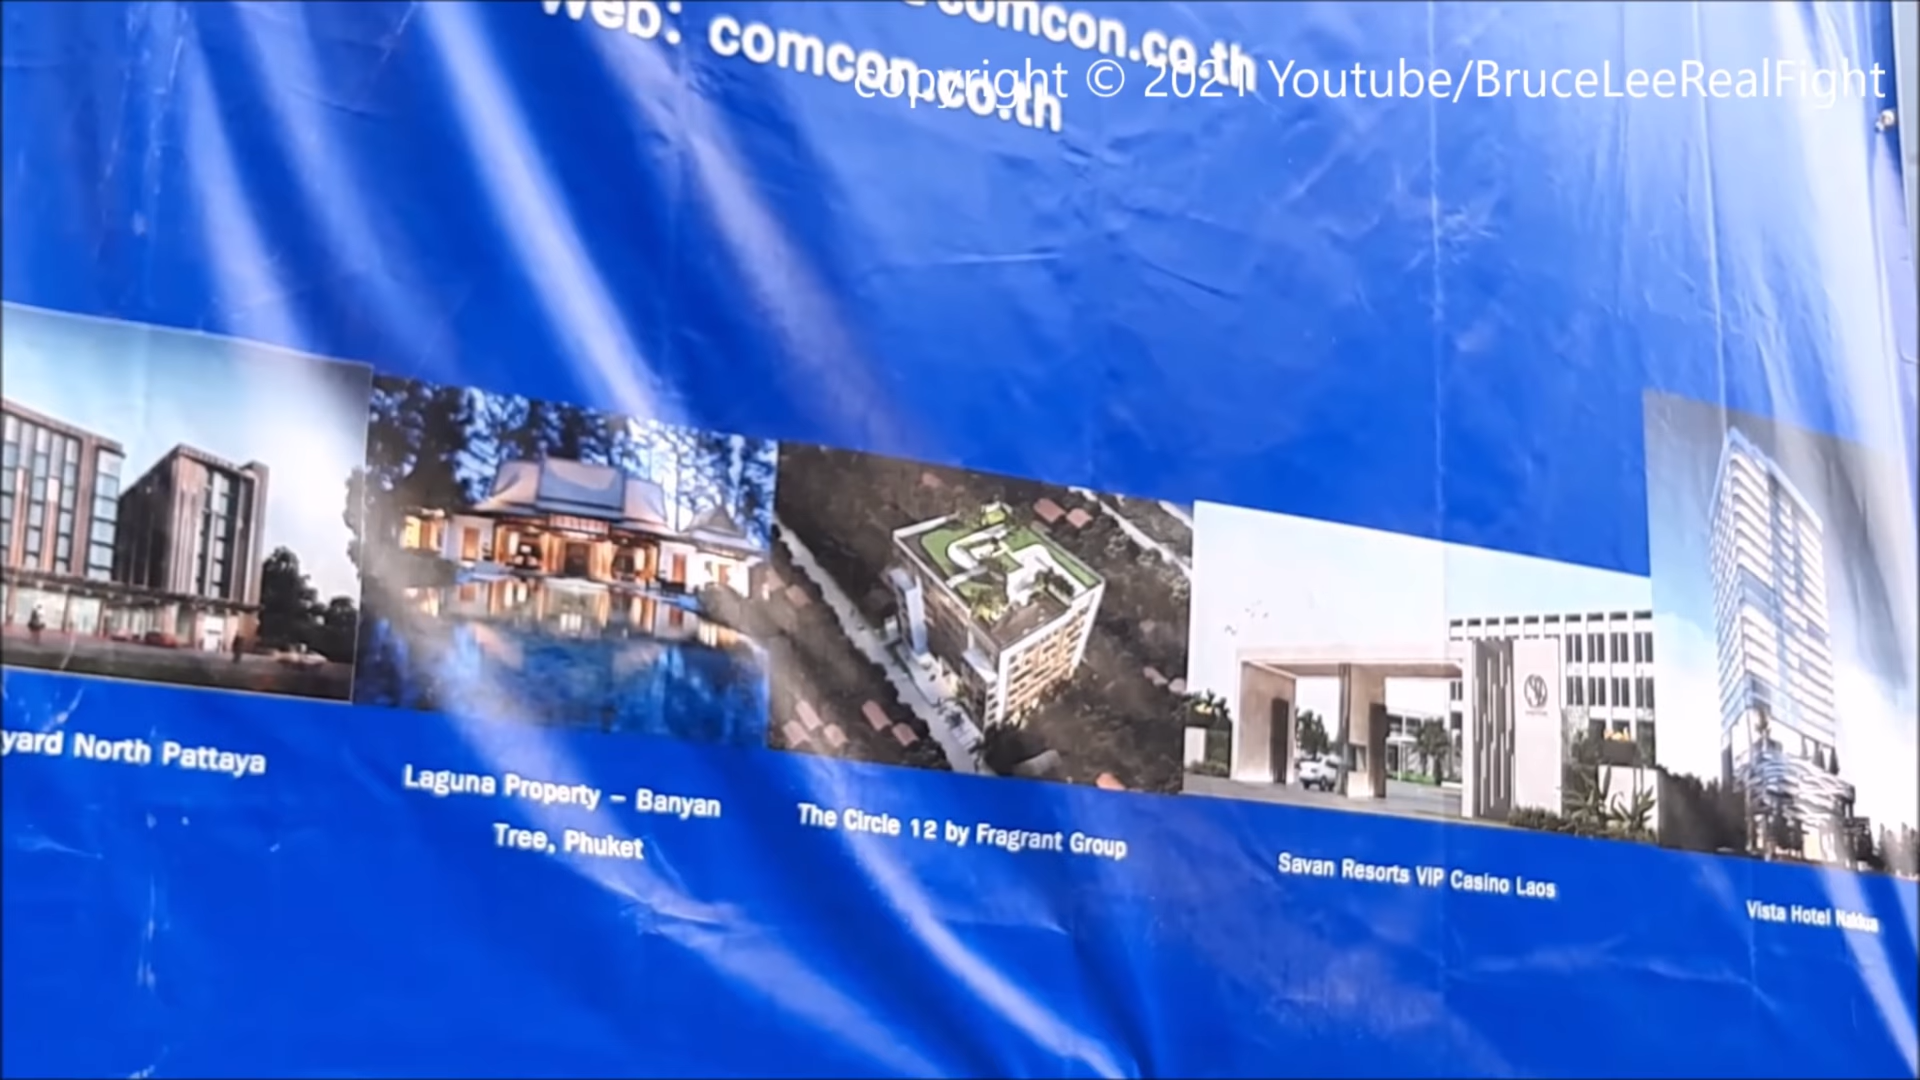 comcon.co.th
web: comcon.co.th
copyright © 2021 Youtube/BruceLeeRealFight
yard North Pattaya
Laguna Property – Banyan
Tree, Phuket
The Circle 12 by Fragrant Group
Savan Resorts VIP Casino Laos
Vista Hotel